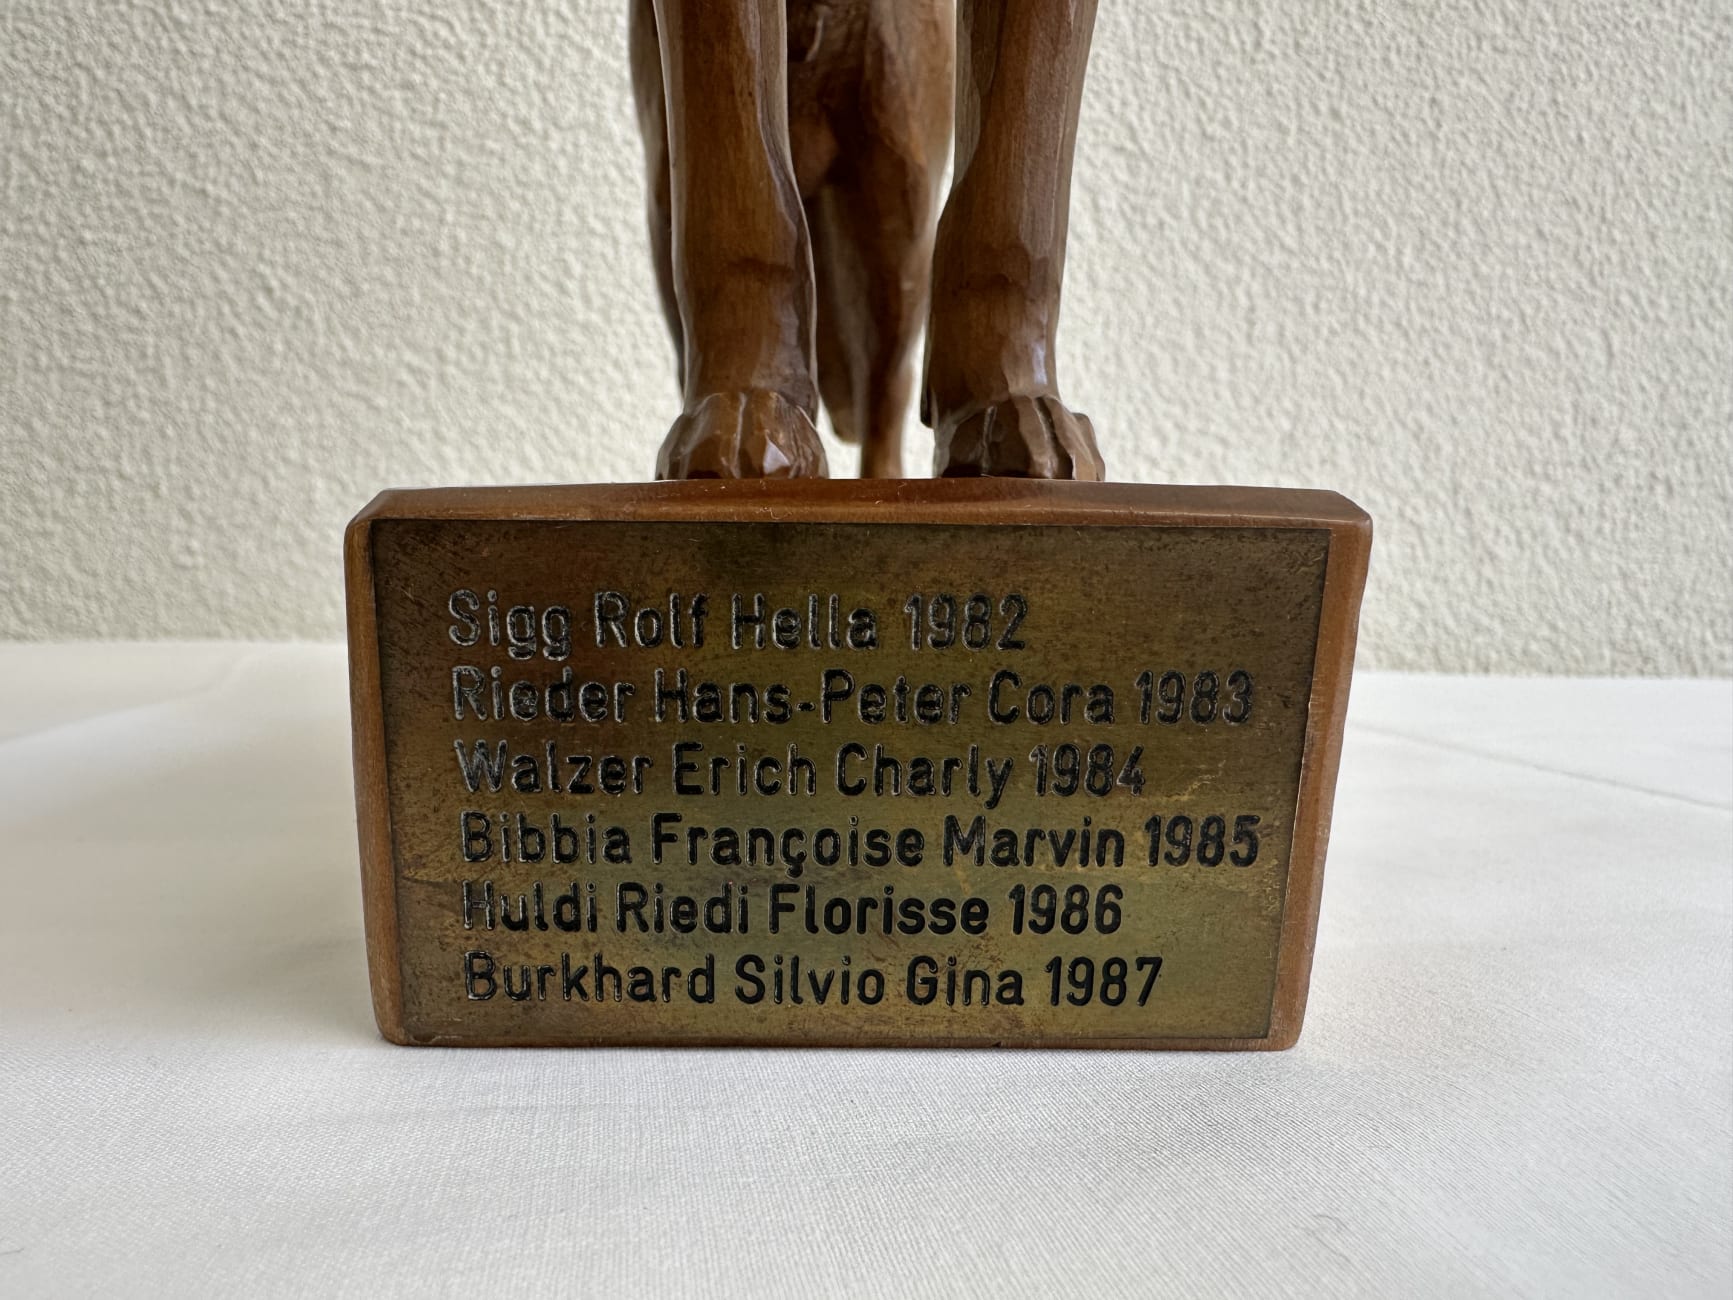 Sigg Rolf Hella 1982
Rieder Hans-Peter Cora 1983
Walzer Erich Charly 1984
Bibbia Françoise Marvin 1985
Huldi Riedi Florisse 1986
Burkhard Silvio Gina 1987